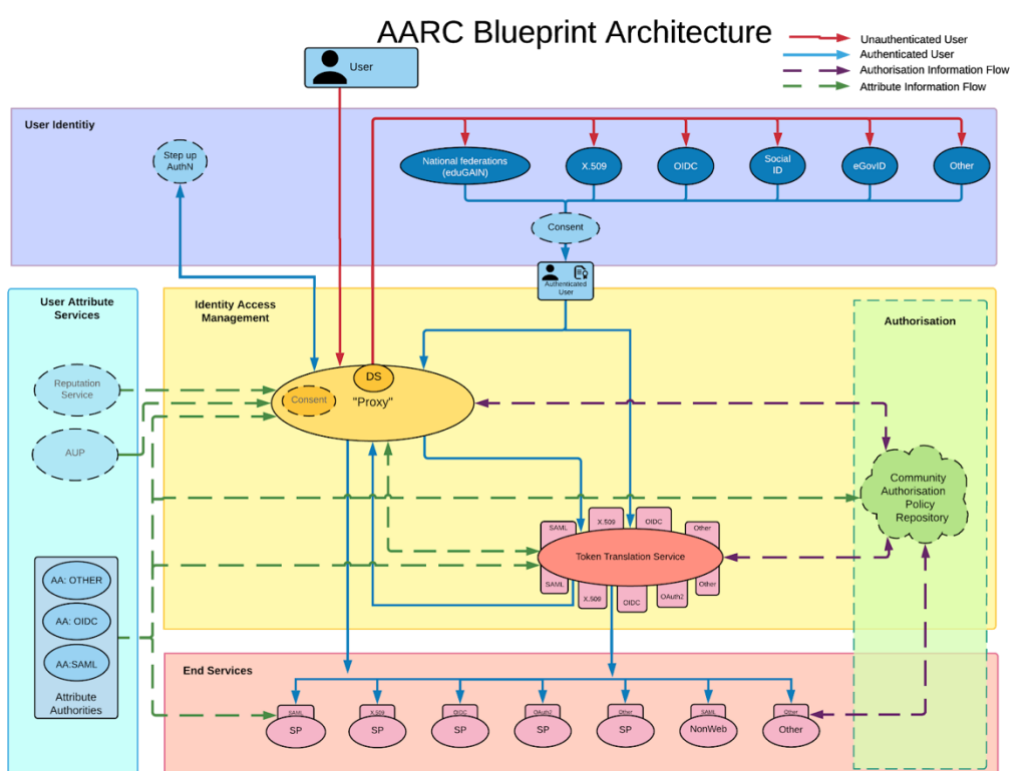 AARC Blueprint Architecture
User
Unauthenticated User
Authenticated User
Authorisation Information Flow
Attribute Information Flow
User Identitiy
Step up
AuthN
National federations
(eduGAIN)
X.509
OIDC
Social
ID
eGovID
Other
Consent
Authenticated
User
User Attribute
Services
Identity Access
Management
Authorisation
Reputation
Service
AUP
DS
Consent
"Proxy"
Community
Authorisation
Policy
Repository
SAML
X.509
OIDC
Other
Token Translation Service
SAML
X.509
OIDC
OAuth2
Other
AA: OTHER
AA: OIDC
AA:SAML
Attribute
Authorities
End Services
SAML
X.509
OIDC
OAuth2
Other
Other
SP
SP
SP
SP
SP
NonWeb
Other